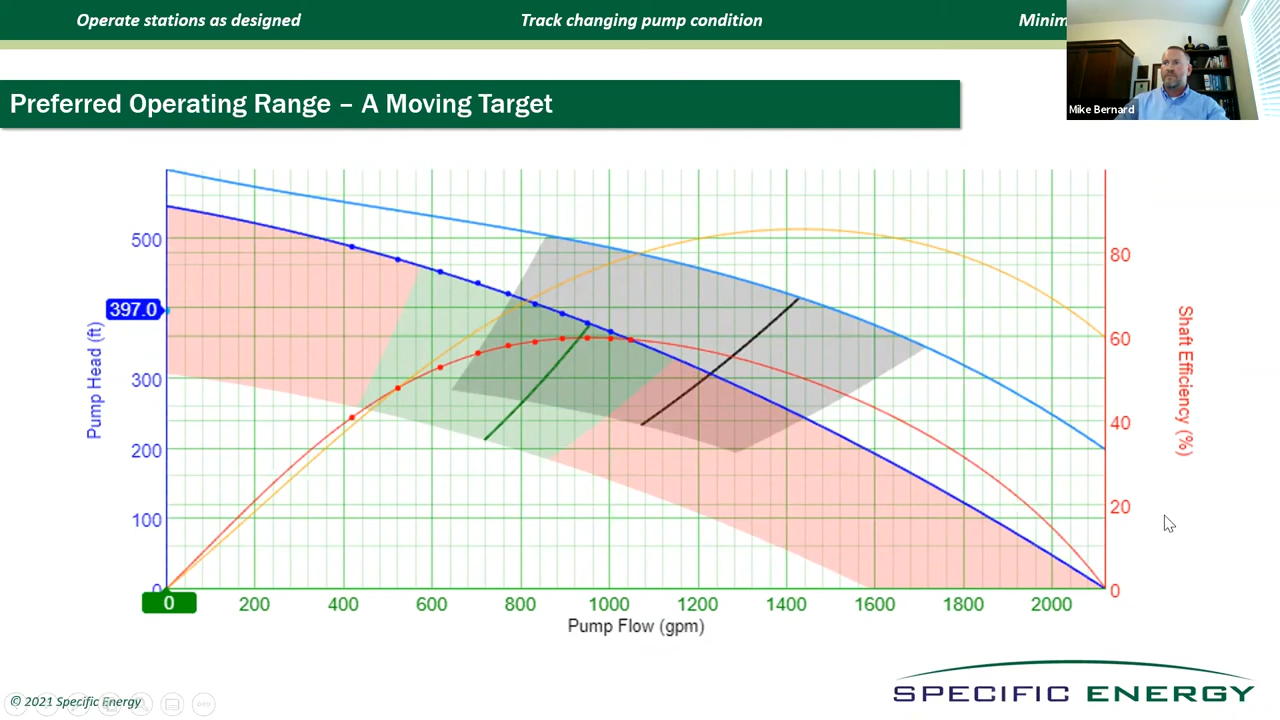 Operate stations as designed
Track changing pump condition
Minim
Mike Bernard
Preferred Operating Range – A Moving Target
500
397.0
300
200
100
0
Pump Head (ft)
80
60
40
20
0
Shaft Efficiency (%)
0
200
400
600
800
1000
1200
1400
1600
1800
2000
Pump Flow (gpm)
© 2021 Specific Energy
SPECIFIC ENERGY